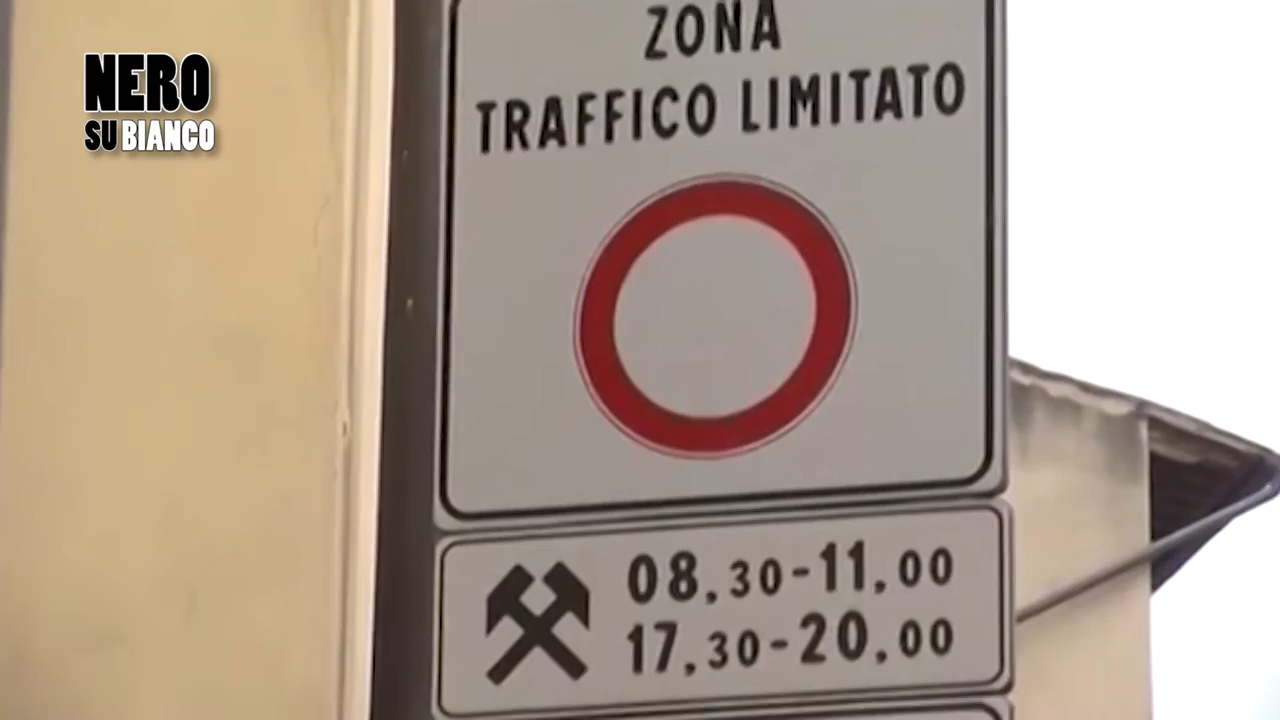 NERO
SU BIANCO
ZONA
TRAFFICO LIMITATO
08,30-11,00
17,30-20,00